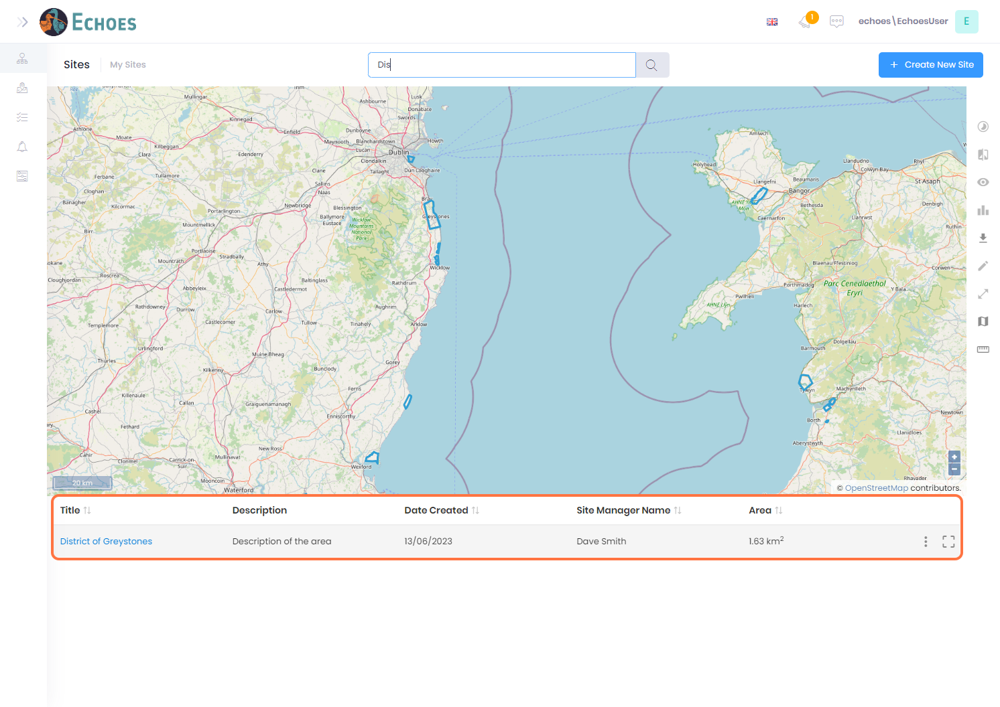 ECHOES
1
echoes\EchoesUser
E
Sites
My Sites
Dis
Create New Site
Mullingar
Trim
Ashbourne
Lusk
Donabate
Swords
Kinnegad
Dunboyne
Athlone
Moate
Enfield
Maynooth
Blanchardstown
Howth
Kilbeggan
Lucan
Dublin
Clara
Edenderry
Clondalkin
Tullamore
Clane
Tallaght
Dun Laoghaire
Ferbane
Sallins
Cloghan
Naas
Banagher
Kilcormac
Portarlington
Newbridge
Blessington
Bray
Birr
Mountmellick
Ballymore
Eustace
Wicklow
Mountains
National
Park
Greystones
Portlaoise
Stradbally
Mountrath
Athy
Wicklow
Roscrea
Cloughjordan
Abbeyleix
Baltinglass
Rathdrum
Castledermot
Rathdowney
Durrow
Carlow
Aughrim
Templemore
Castlecomer
Tullow
Tinahely
Arklow
Urlingford
Thurles
Muine Bheag
Gorey
Kilkenny
Bunclody
Killenaule
Callan
Graiguenamanagh
Ferns
Cashel
Enniscorthy
Fethard
Cahir
Clonmel
Carrick-on-
Suir
Mullinavat
New Ross
Wexford
Mooncoin
Waterford
Amlwch
Holyhead
Llangefni
Beaumaris
Llandudno
Colwyn Bay
Rhyl
St Asaph
Bangor
Bethesda
Denbigh
AHNE Ynys
Môn
Caernarfon
Llanrwst
Ruthin
Blaenau Ffestiniog
Corwen
Porthmadog
Parc Cenedlaethol
Eryri
Y Bala
Pwllheli
AHNE Llŷn
Harlech
Dolgellau
Barmouth
Tywyn
Machynlleth
Borth
Newtown
Llanidloes
Aberystwyth
Rhayader
20 km
+
−
© OpenStreetMap contributors.
Title Description Date Created Site Manager Name Area
District of Greystones Description of the area 13/06/2023 Dave Smith 1.63 km²